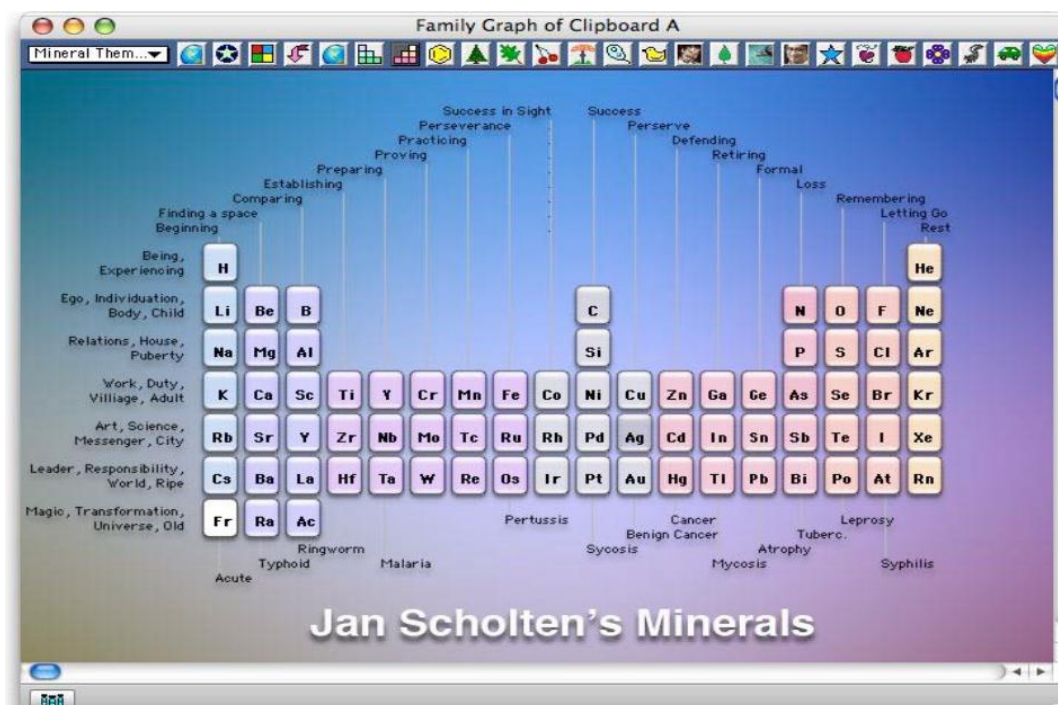 Family Graph of Clipboard A
Mineral Them...
Success in Sight Success
Perseverance Perserve
Practicing Defending
Proving Retiring
Preparing Formal
Establishing Loss
Comparing Remembering
Finding a space Letting Go
Beginning Rest
Being,
Experiencing
H He
Ego, Individuation,
Body, Child
Li Be B C N O F Ne
Relations, House,
Puberty
Na Mg Al Si P S Cl Ar
Work, Duty,
Villiage, Adult
K Ca Sc Ti Y Cr Mn Fe Co Ni Cu Zn Ga Ge As Se Br Kr
Art, Science,
Messenger, City
Rb Sr Y Zr Nb Mo Tc Ru Rh Pd Ag Cd In Sn Sb Te I Xe
Leader, Responsibility,
World, Ripe
Cs Ba La Hf Ta W Re Os Ir Pt Au Hg Tl Pb Bi Po At Rn
Magic, Transformation,
Universe, Old
Fr Ra Ac
Pertussis Cancer Leprosy
Benign Cancer Tuberc.
Ringworm Sycosis Atrophy
Typhoid Malaria Mycosis Syphilis
Acute
Jan Scholten's Minerals